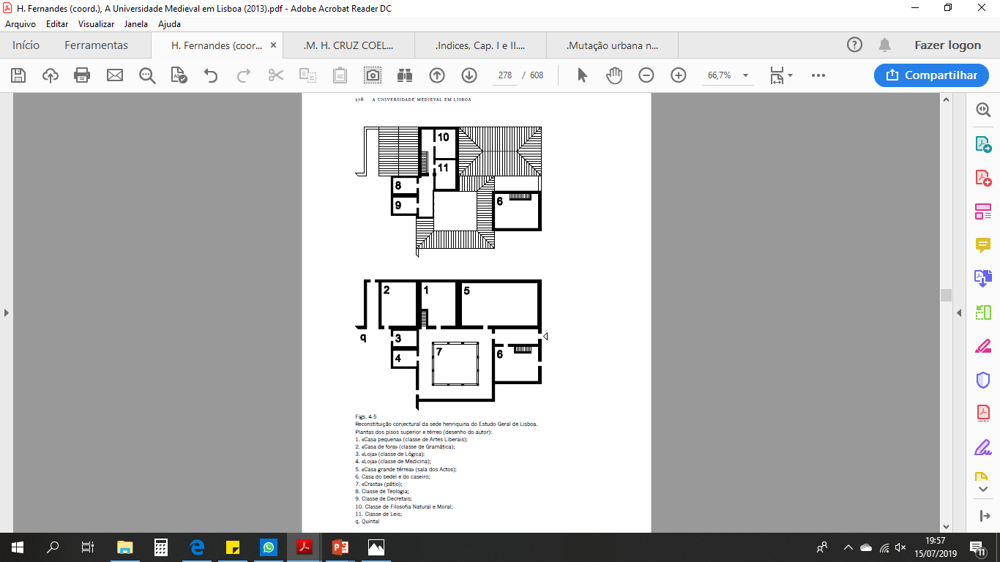 H. Fernandes (coord.), A Universidade Medieval em Lisboa (2013).pdf - Adobe Acrobat Reader DC
Arquivo Editar Visualizar Janela Ajuda
Início Ferramentas H. Fernandes (coor... × .M. H. CRUZ COEL... .Indices, Cap. I e II.... .Mutação urbana n... Fazer logon
278 / 608 66,7% Compartilhar
278 A UNIVERSIDADE MEDIEVAL EM LISBOA
10
11
8
9
6
2 1 5
q 3
4
7
6
Figs. 4-5
Reconstituição conjectural da sede henriquina do Estudo Geral de Lisboa.
Plantas dos pisos superior e térreo (desenho do autor):
1. «Casa pequena» (classe de Artes Liberais);
2. «Casa de fora» (classe de Gramática);
3. «Loja» (classe de Lógica);
4. «Loja» (classe de Medicina);
5. «Casa grande térrea» (sala dos Actos);
6. Casa do bedel e do caseiro;
7. «Crasta» (pátio);
8. Classe de Teologia;
9. Classe de Decretais;
10. Classe de Filosofia Natural e Moral;
11. Classe de Leis;
q. Quintal
19:57
15/07/2019
11